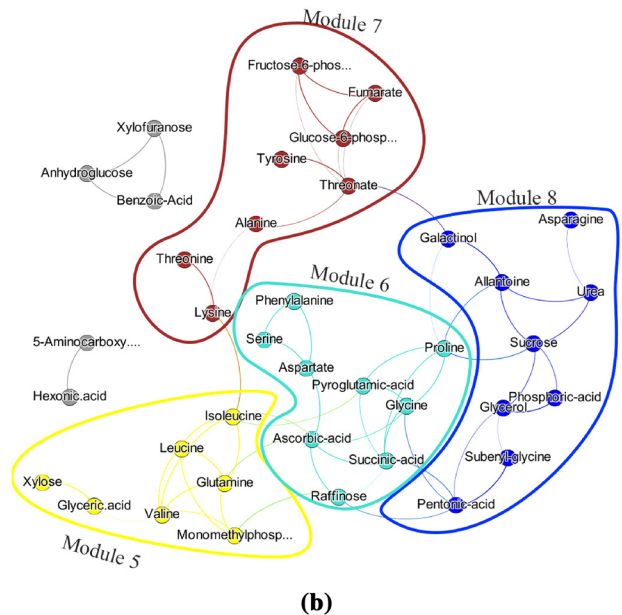 Module 7
Fructose-6-phos...
Fumarate
Xylofuranose
Glucose-6-phosp...
Tyrosine
Anhydroglucose
Threonate
Benzoic-Acid
Module 8
Asparagine
Alanine
Galactinol
Threonine
Module 6
Allantoine
Urea
Phenylalanine
Lysine
Serine
5-Aminocarboxy....
Proline
Sucrose
Aspartate
Pyroglutamic-acid
Hexonic.acid
Phosphoric-acid
Glycine
Glycerol
Isoleucine
Ascorbic-acid
Leucine
Succinic-acid
Suberyl-glycine
Xylose
Glutamine
Raffinose
Glyceric.acid
Pentonic-acid
Valine
Monomethylphosp...
Module 5
(b)